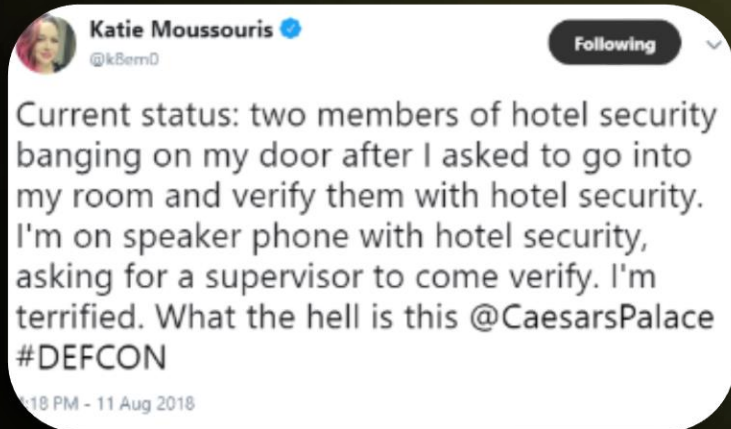 Katie Moussouris
@k8em0
Following
Current status: two members of hotel security
banging on my door after I asked to go into
my room and verify them with hotel security.
I'm on speaker phone with hotel security,
asking for a supervisor to come verify. I'm
terrified. What the hell is this @CaesarsPalace
#DEFCON
:18 PM - 11 Aug 2018